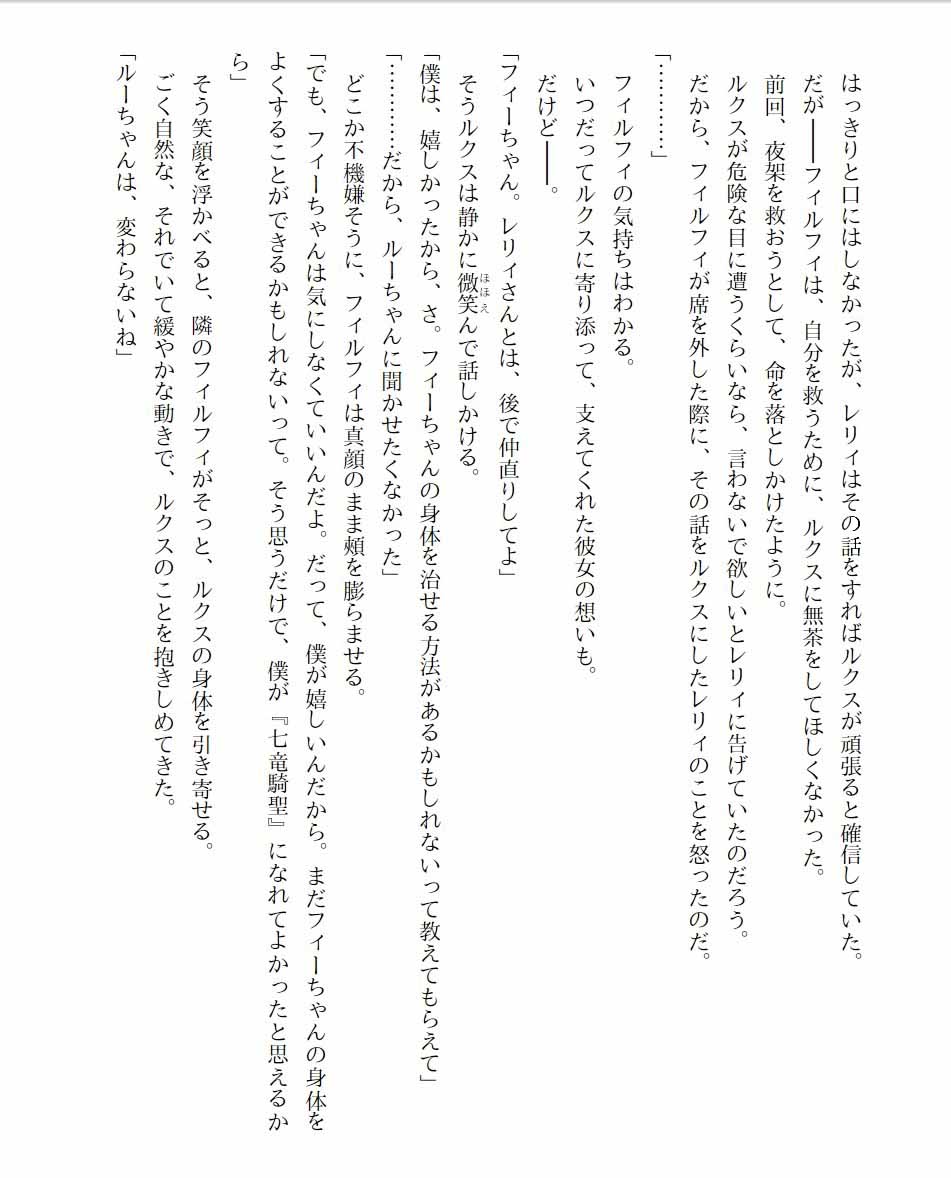 はっきりと口にはしなかったが、レリィはその話をすればルクスが頑張ると確信していた。
だが――フィルフィは、自分を救うために、ルクスに無茶をしてほしくなかった。
前回、夜架を救おうとして、命を落としかけたように。
ルクスが危険な目に遭うくらいなら、言わないで欲しいとレリィに告げていたのだろう。
だから、フィルフィが席を外した際に、その話をルクスにしたレリィのことを怒ったのだ。
「…………」
フィルフィの気持ちはわかる。
いつだってルクスに寄り添って、支えてくれた彼女の想いも。
だけど――。
「フィーちゃん。レリィさんとは、後で仲直りしてよ」
そうルクスは静かに微笑んで話しかける。
ほほえ
「僕は、嬉しかったから、さ。フィーちゃんの身体を治せる方法があるかもしれないって教えてもらえて」
「…………だから、ルーちゃんに聞かせたくなかった」
どこか不機嫌そうに、フィルフィは真顔のまま頬を膨らませる。
「でも、フィーちゃんは気にしなくていいんだよ。だって、僕が嬉しいんだから。まだフィーちゃんの身体を
よくすることができるかもしれないって。そう思うだけで、僕が『七竜騎聖』になれてよかったと思えるか
ら」
そう笑顔を浮かべると、隣のフィルフィがそっと、ルクスの身体を引き寄せる。
ごく自然な、それでいて緩やかな動きで、ルクスのことを抱きしめてきた。
「ルーちゃんは、変わらないね」